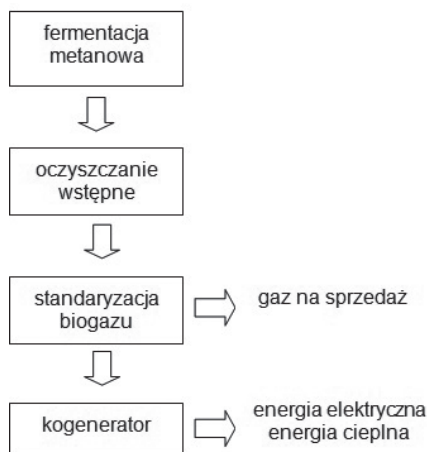 fermentacja
metanowa
oczyszczanie
wstępne
standaryzacja
biogazu
gaz na sprzedaż
kogenerator
energia elektryczna
energia cieplna